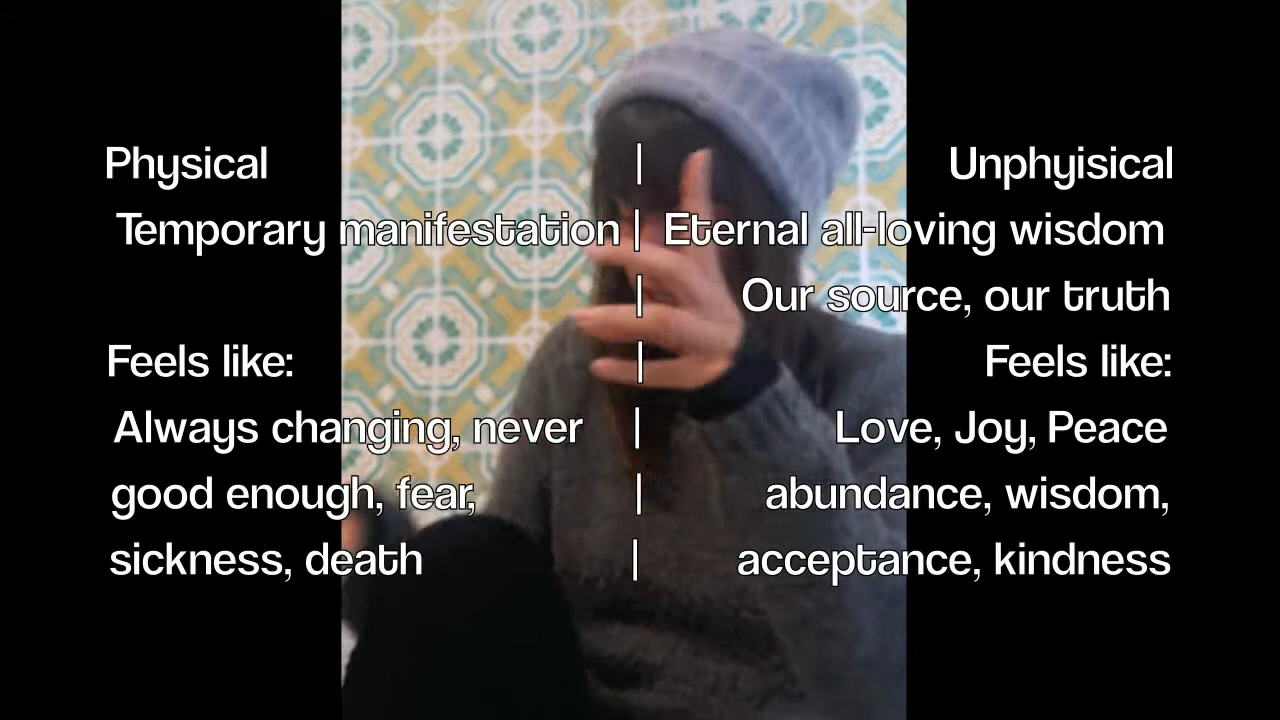 Physical | Unphyisical
Temporary manifestation | Eternal all-loving wisdom
| Our source, our truth
Feels like: | Feels like:
Always changing, never | Love, Joy, Peace
good enough, fear, | abundance, wisdom,
sickness, death | acceptance, kindness